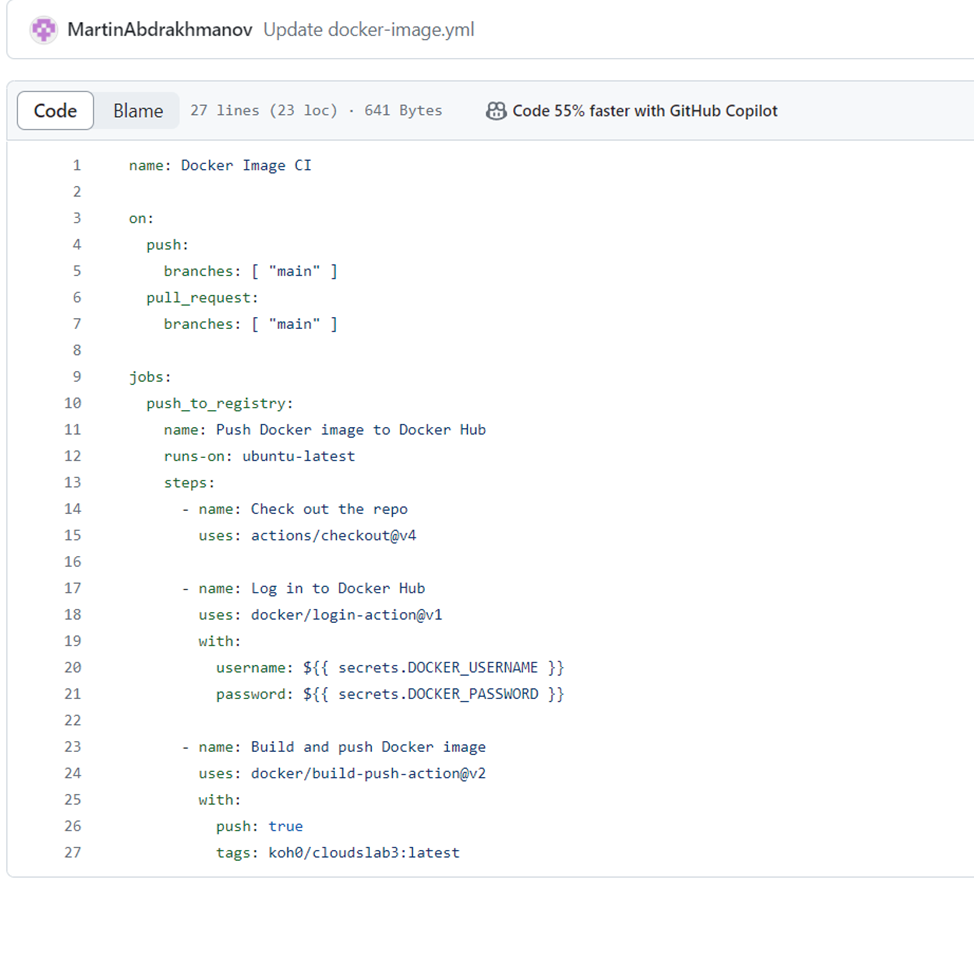 MartinAbdrakhmanov Update docker-image.yml
Code Blame 27 lines (23 loc) · 641 Bytes Code 55% faster with GitHub Copilot
1 name: Docker Image CI
2
3 on:
4   push:
5     branches: [ "main" ]
6   pull_request:
7     branches: [ "main" ]
8
9 jobs:
10   push_to_registry:
11     name: Push Docker image to Docker Hub
12     runs-on: ubuntu-latest
13     steps:
14       - name: Check out the repo
15         uses: actions/checkout@v4
16
17       - name: Log in to Docker Hub
18         uses: docker/login-action@v1
19         with:
20           username: ${{ secrets.DOCKER_USERNAME }}
21           password: ${{ secrets.DOCKER_PASSWORD }}
22
23       - name: Build and push Docker image
24         uses: docker/build-push-action@v2
25         with:
26           push: true
27           tags: koh0/cloudslab3:latest